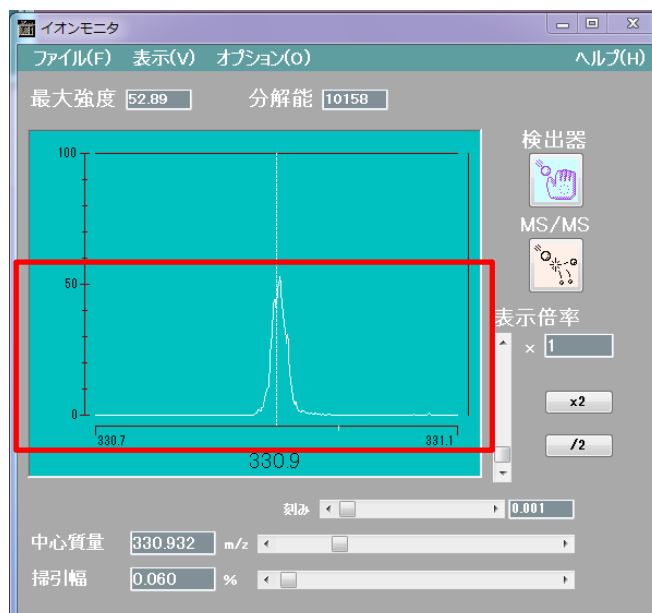 イオンモニタ
ファイル(F) 表示(V) オプション(O) ヘルプ(H)
最大強度 52.89 分解能 10158
検出器
100
MS/MS
50
表示倍率
× 1
x2
0
330.7 331.1
/2
330.9
刻み 0.001
中心質量 330.932 m/z
掃引幅 0.060 %